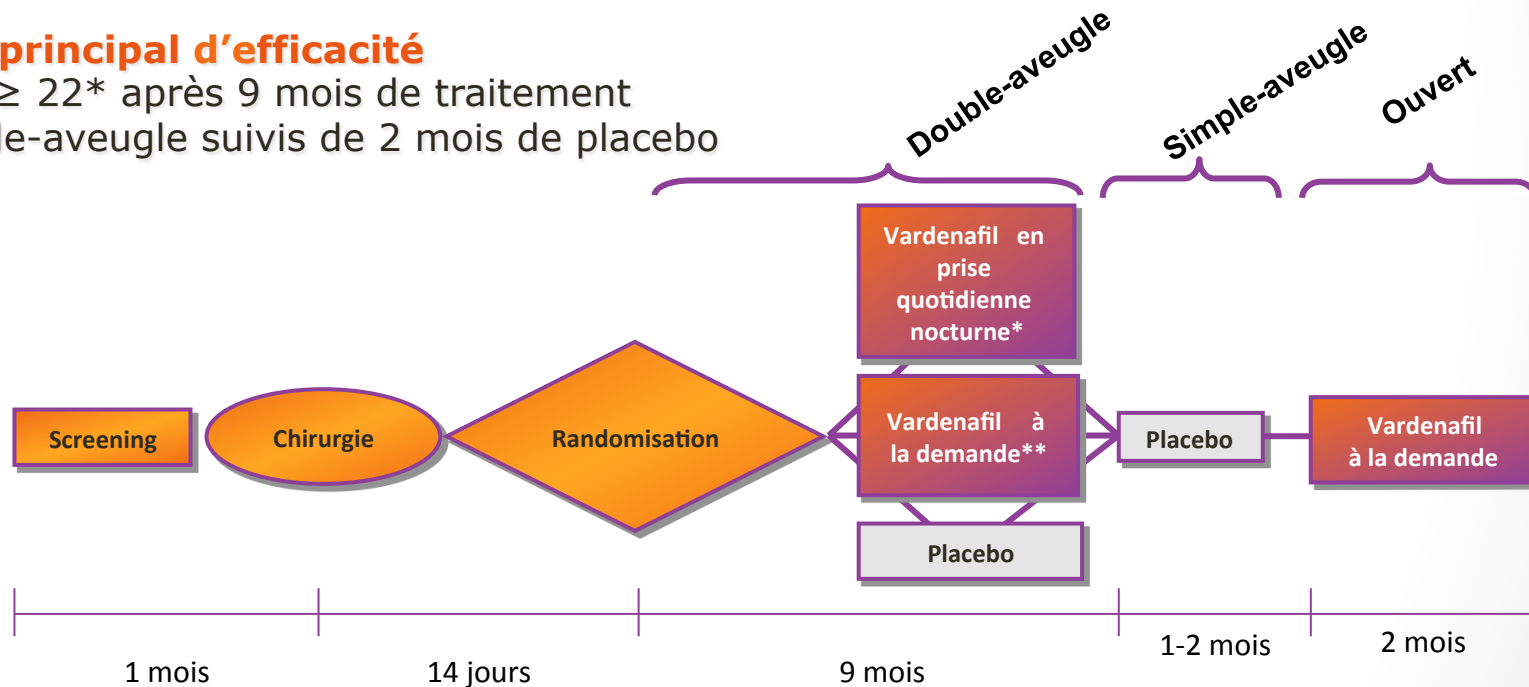 principal d'efficacité
≥ 22* après 9 mois de traitement
le-aveugle suivis de 2 mois de placebo
Double-aveugle
Simple-aveugle
Ouvert
Screening
Chirurgie
Randomisation
Vardenafil en
prise
quotidienne
nocturne*
Vardenafil à
la demande**
Placebo
Placebo
Vardenafil
à la demande
1 mois
14 jours
9 mois
1-2 mois
2 mois